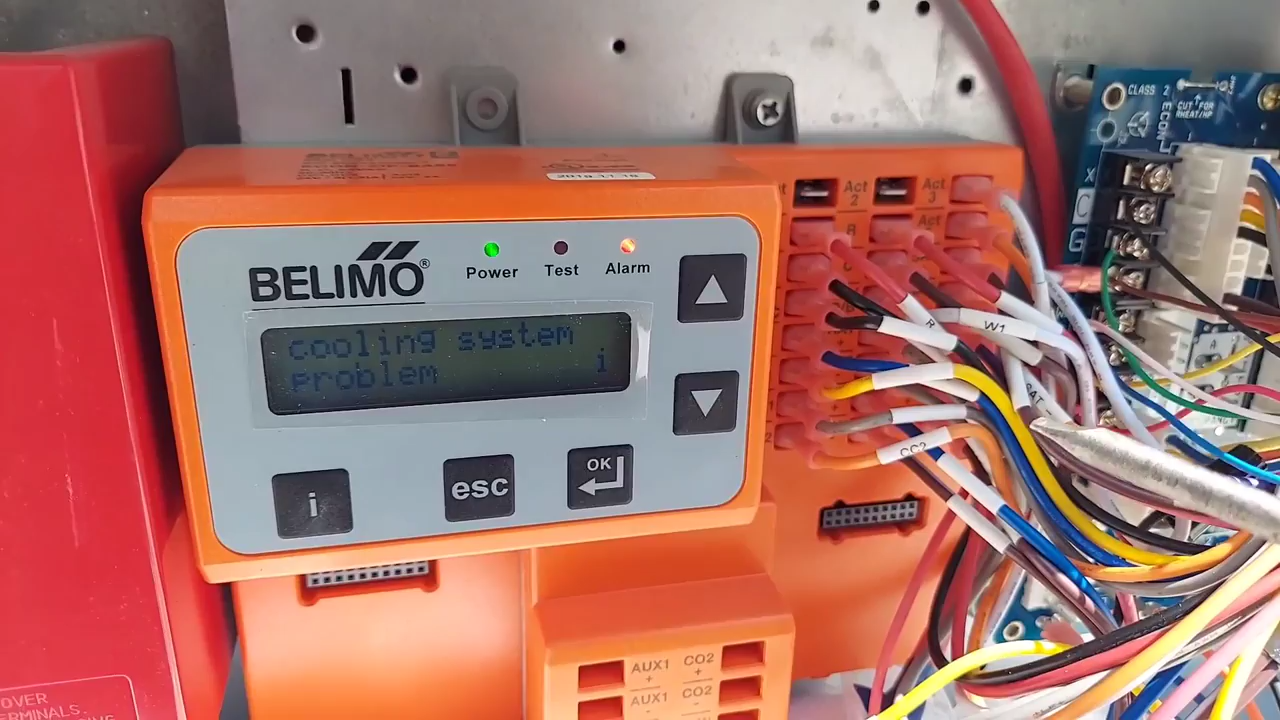 BELIMO®
Power
Test
Alarm
cooling system
problem i
i
esc
OK
Act
2
Act
3
R
W1
CC2
AUX1
+
CO2
+
AUX1
-
CO2
-
CLASS 2
ECON
CUT FOR
RHEAT/HP
X
C
G
OVER
TERMINALS.